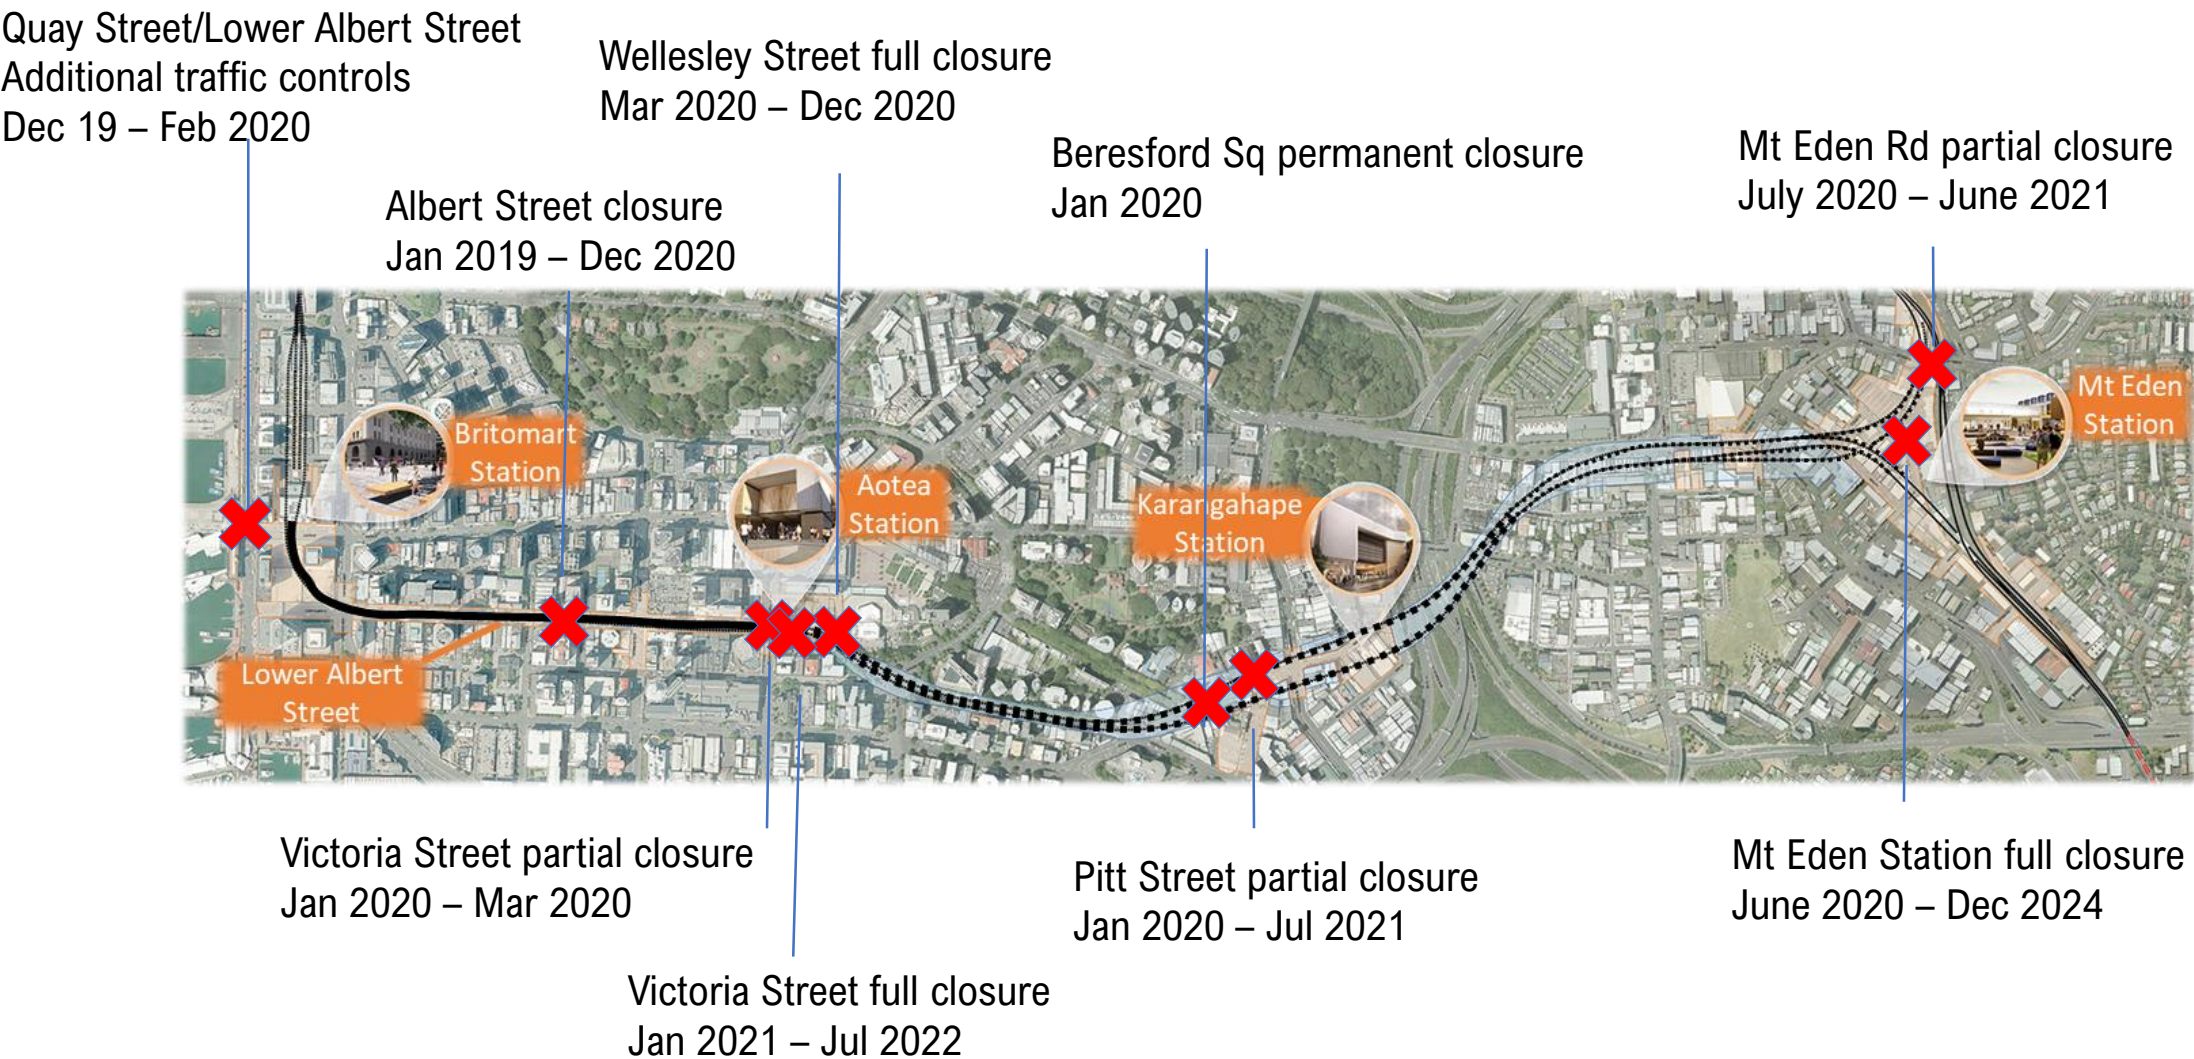 Quay Street/Lower Albert Street
Additional traffic controls
Dec 19 – Feb 2020
Wellesley Street full closure
Mar 2020 – Dec 2020
Beresford Sq permanent closure
Jan 2020
Mt Eden Rd partial closure
July 2020 – June 2021
Albert Street closure
Jan 2019 – Dec 2020
Britomart
Station
Aotea
Station
Karangahape
Station
Mt Eden
Station
Lower Albert
Street
Victoria Street partial closure
Jan 2020 – Mar 2020
Victoria Street full closure
Jan 2021 – Jul 2022
Pitt Street partial closure
Jan 2020 – Jul 2021
Mt Eden Station full closure
June 2020 – Dec 2024